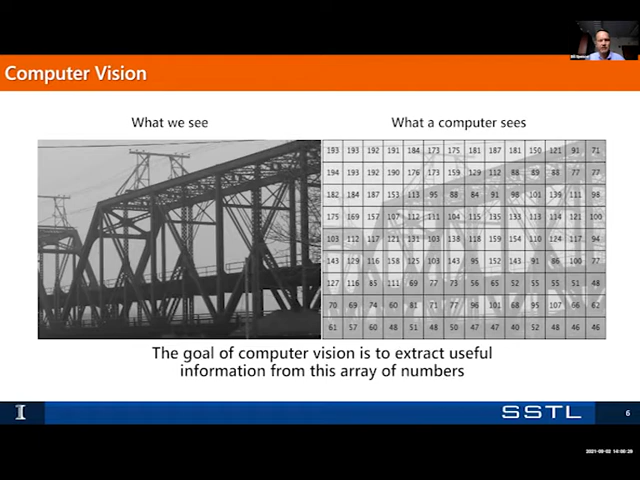 Computer Vision
What we see
What a computer sees
193 193 192 191 184 173 175 181 187 181 150 121 91 71
194 193 192 190 176 173 159 129 112 88 89 88 77 77
182 184 187 153 113 95 88 84 91 98 101 139 111 98
175 169 157 107 112 111 104 115 135 133 113 114 121 100
103 112 117 121 131 103 138 118 159 154 110 124 117 94
143 129 116 158 125 103 143 95 152 143 91 86 100 77
127 116 85 111 69 77 73 56 65 52 55 55 51 48
70 69 74 60 81 71 77 96 101 68 95 107 66 62
61 57 60 48 51 48 50 47 47 40 52 48 46 46
The goal of computer vision is to extract useful
information from this array of numbers
I
SSTL
6